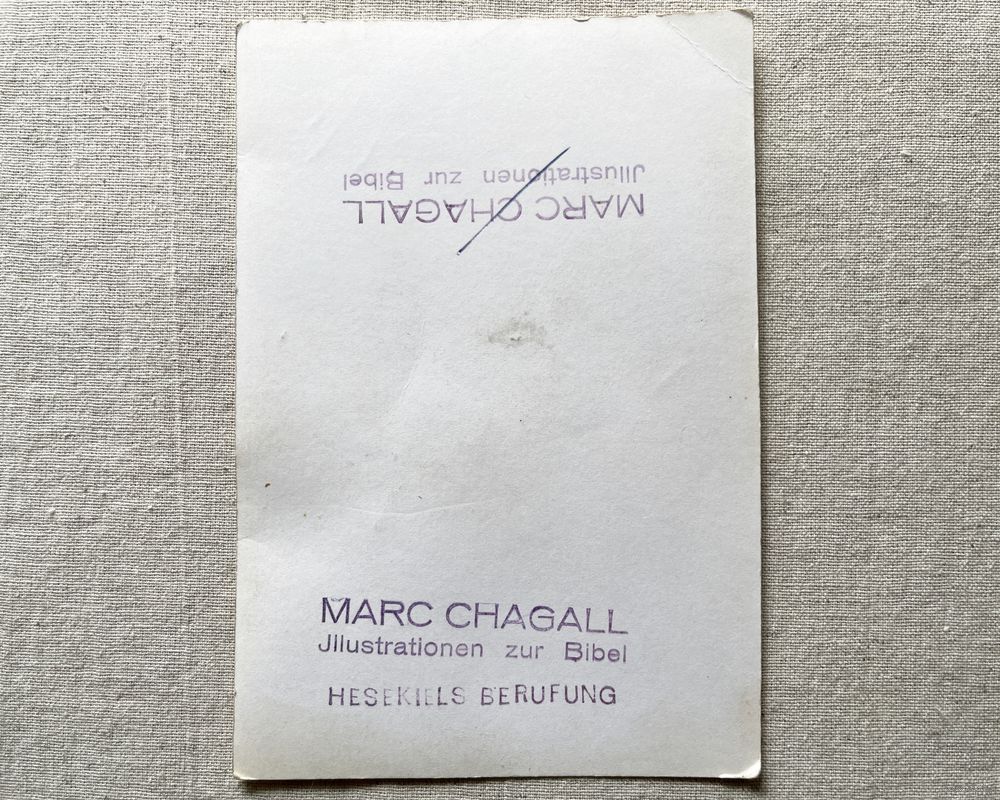 Jllustrationen zur Bibel
MARC CHAGALL
MARC CHAGALL
Jllustrationen zur Bibel
HESEKIELS BERUFUNG